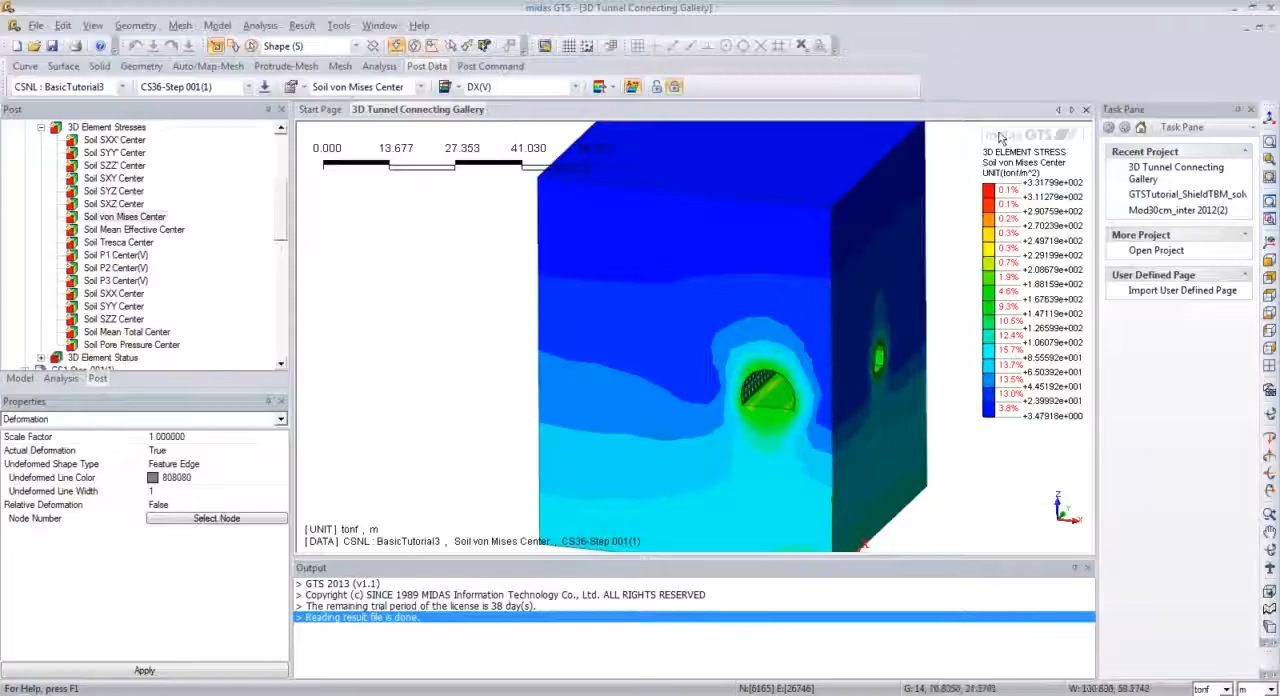 midas GTS - [3D Tunnel Connecting Gallery]
File Edit View Geometry Mesh Model Analysis Result Tools Window Help
Shape (S)
Curve Surface Solid Geometry Auto/Map-Mesh Protrude-Mesh Mesh Analysis Post Data Post Command
CSNL : BasicTutorial3 CS36-Step 001(1) Soil von Mises Center DX(V)
Post
3D Element Stresses
Soil SXX' Center
Soil SYY' Center
Soil SZZ' Center
Soil SXY Center
Soil SYZ Center
Soil SXZ Center
Soil von Mises Center
Soil Mean Effective Center
Soil Tresca Center
Soil P1 Center(V)
Soil P2 Center(V)
Soil P3 Center(V)
Soil SXX Center
Soil SYY Center
Soil SZZ Center
Soil Mean Total Center
Soil Pore Pressure Center
3D Element Status
Model Analysis Post
Properties
Deformation
Scale Factor 1.000000
Actual Deformation True
Undeformed Shape Type Feature Edge
Undeformed Line Color 808080
Undeformed Line Width 1
Relative Deformation False
Node Number Select Node
Apply
For Help, press F1
Start Page 3D Tunnel Connecting Gallery
0.000 13.677 27.353 41.030
midas GTS
3D ELEMENT STRESS
Soil von Mises Center
UNIT(tonf/m^2)
+3.31799e+002
0.1%
+3.11279e+002
0.1%
+2.90759e+002
0.2%
+2.70239e+002
0.3%
+2.49719e+002
0.3%
+2.29199e+002
0.7%
+2.08679e+002
1.9%
+1.88159e+002
4.6%
+1.67639e+002
9.3%
+1.47119e+002
10.5%
+1.26599e+002
12.4%
+1.06079e+002
15.7%
+8.55592e+001
13.7%
+6.50392e+001
13.5%
+4.45192e+001
13.0%
+2.39992e+001
3.8%
+3.47918e+000
Z
Y
X
X
[UNIT] tonf , m
[DATA] CSNL : BasicTutorial3 , Soil von Mises Center , CS36-Step 001(1)
Output
> GTS 2013 (v1.1)
> Copyright (c) SINCE 1989 MIDAS Information Technology Co., Ltd. ALL RIGHTS RESERVED
> The remaining trial period of the license is 38 day(s).
> Reading result file is done.
Task Pane
Task Pane
Recent Project
3D Tunnel Connecting
Gallery
GTSTutorial_ShieldTBM_solv
Mod30cm_inter 2012(2)
More Project
Open Project
User Defined Page
Import User Defined Page
N:[6165] E:[26746]
tonf m